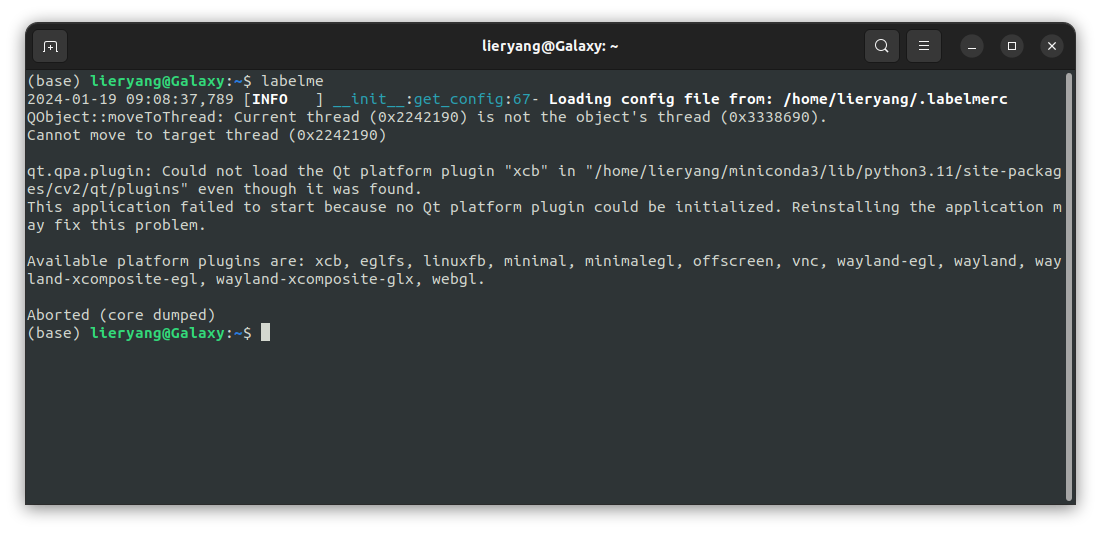 lieryang@Galaxy: ~
(base) lieryang@Galaxy:~$ labelme
2024-01-19 09:08:37,789 [INFO   ] __init__:get_config:67- Loading config file from: /home/lieryang/.labelmerc
QObject::moveToThread: Current thread (0x2242190) is not the object's thread (0x3338690).
Cannot move to target thread (0x2242190)
qt.qpa.plugin: Could not load the Qt platform plugin "xcb" in "/home/lieryang/miniconda3/lib/python3.11/site-packag
es/cv2/qt/plugins" even though it was found.
This application failed to start because no Qt platform plugin could be initialized. Reinstalling the application m
ay fix this problem.
Available platform plugins are: xcb, eglfs, linuxfb, minimal, minimalegl, offscreen, vnc, wayland-egl, wayland, way
land-xcomposite-egl, wayland-xcomposite-glx, webgl.
Aborted (core dumped)
(base) lieryang@Galaxy:~$